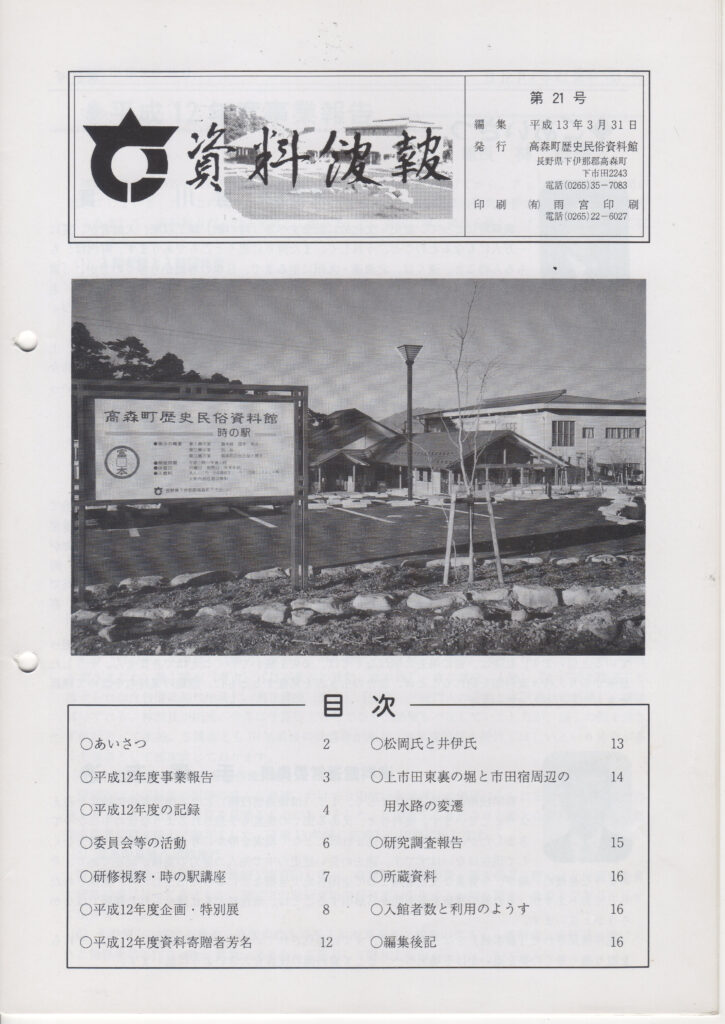 資料波報
第21号
編集 平成13年3月31日
発行 高森町歴史民俗資料館
長野県下伊那郡高森町
下市田2243
電話(0265)35-7083
印刷 (有)雨宮印刷
電話(0265)22-6027
高森町歴史民俗資料館
時の駅
富本
目次
○あいさつ 2
○平成12年度事業報告 3
○平成12年度の記録 4
○委員会等の活動 6
○研修視察・時の駅講座 7
○平成12年度企画・特別展 8
○平成12年度資料寄贈者芳名 12
○松岡氏と井伊氏 13
○上市田東裏の堀と市田宿周辺の 14
用水路の変遷
○研究調査報告 15
○所蔵資料 16
○入館者数と利用のようす 16
○編集後記 16